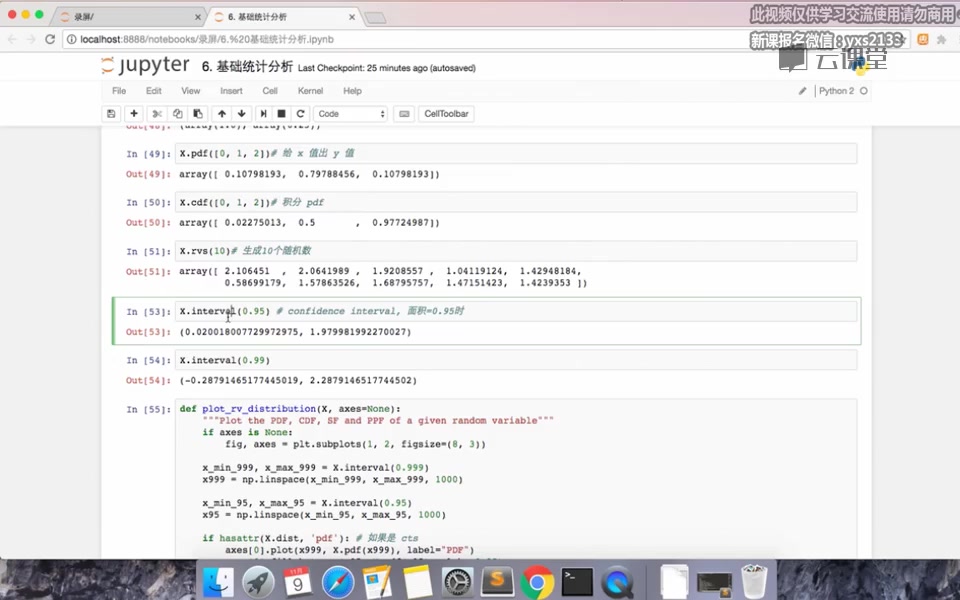 此视频仅供学习交流使用请勿商用
录屏/
6. 基础统计分析
localhost:8888/notebooks/录屏/6.%20基础统计分析.ipynb
新课报名微信:yxs2133
云课堂
jupyter 6. 基础统计分析 Last Checkpoint: 25 minutes ago (autosaved)
File Edit View Insert Cell Kernel Help
Python 2
Code CellToolbar
Out[48]: (array(1.0), array(0.25))
In [49]: X.pdf([0, 1, 2])# 给 x 值出 y 值
Out[49]: array([ 0.10798193, 0.79788456, 0.10798193])
In [50]: X.cdf([0, 1, 2])# 积分 pdf
Out[50]: array([ 0.02275013, 0.5 , 0.97724987])
In [51]: X.rvs(10)# 生成10个随机数
Out[51]: array([ 2.106451 , 2.0641989 , 1.9208557 , 1.04119124, 1.42948184,
0.58699179, 1.57863526, 1.68795757, 1.47151423, 1.4239353 ])
In [53]: X.interval(0.95) # confidence interval, 面积=0.95时
Out[53]: (0.020018007729972975, 1.979981992270027)
In [54]: X.interval(0.99)
Out[54]: (-0.28791465177445019, 2.2879146517744502)
In [55]: def plot_rv_distribution(X, axes=None):
"""Plot the PDF, CDF, SF and PPF of a given random variable"""
if axes is None:
fig, axes = plt.subplots(1, 2, figsize=(8, 3))
x_min_999, x_max_999 = X.interval(0.999)
x999 = np.linspace(x_min_999, x_max_999, 1000)
x_min_95, x_max_95 = X.interval(0.95)
x95 = np.linspace(x_min_95, x_max_95, 1000)
if hasattr(X.dist, 'pdf'): # 如果是 cts
axes[0].plot(x999, X.pdf(x999), label="PDF")
11月
9